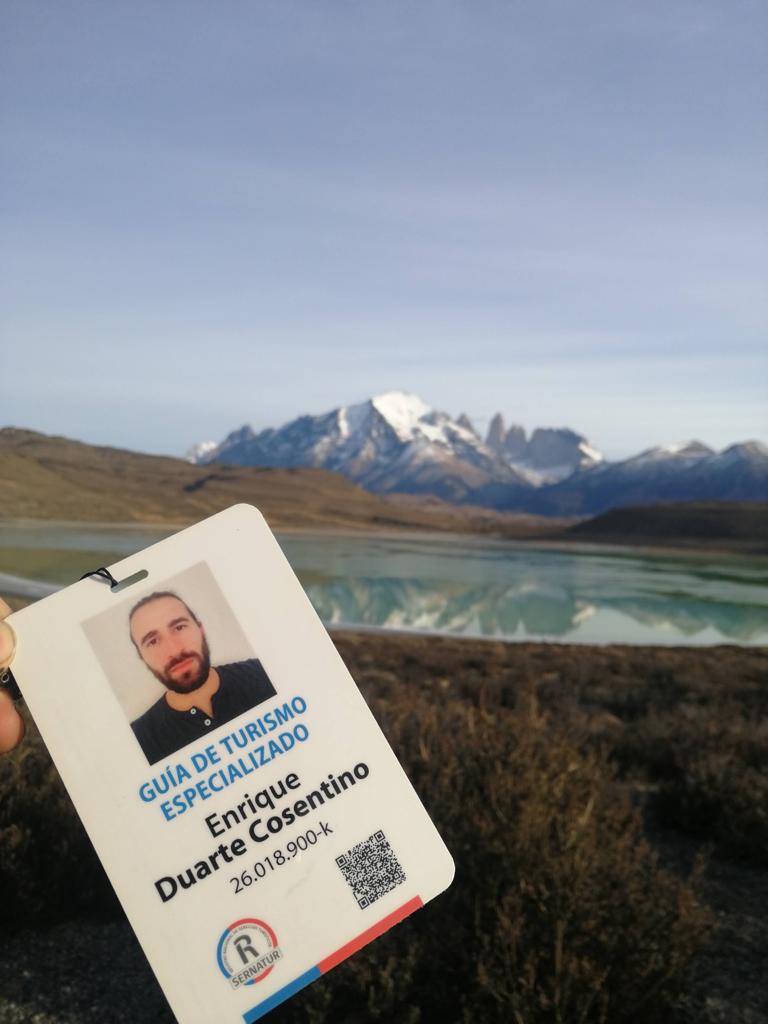 GUÍA DE TURISMO
ESPECIALIZADO
Enrique
Duarte Cosentino
26.018.900-k
R
SERNATUR